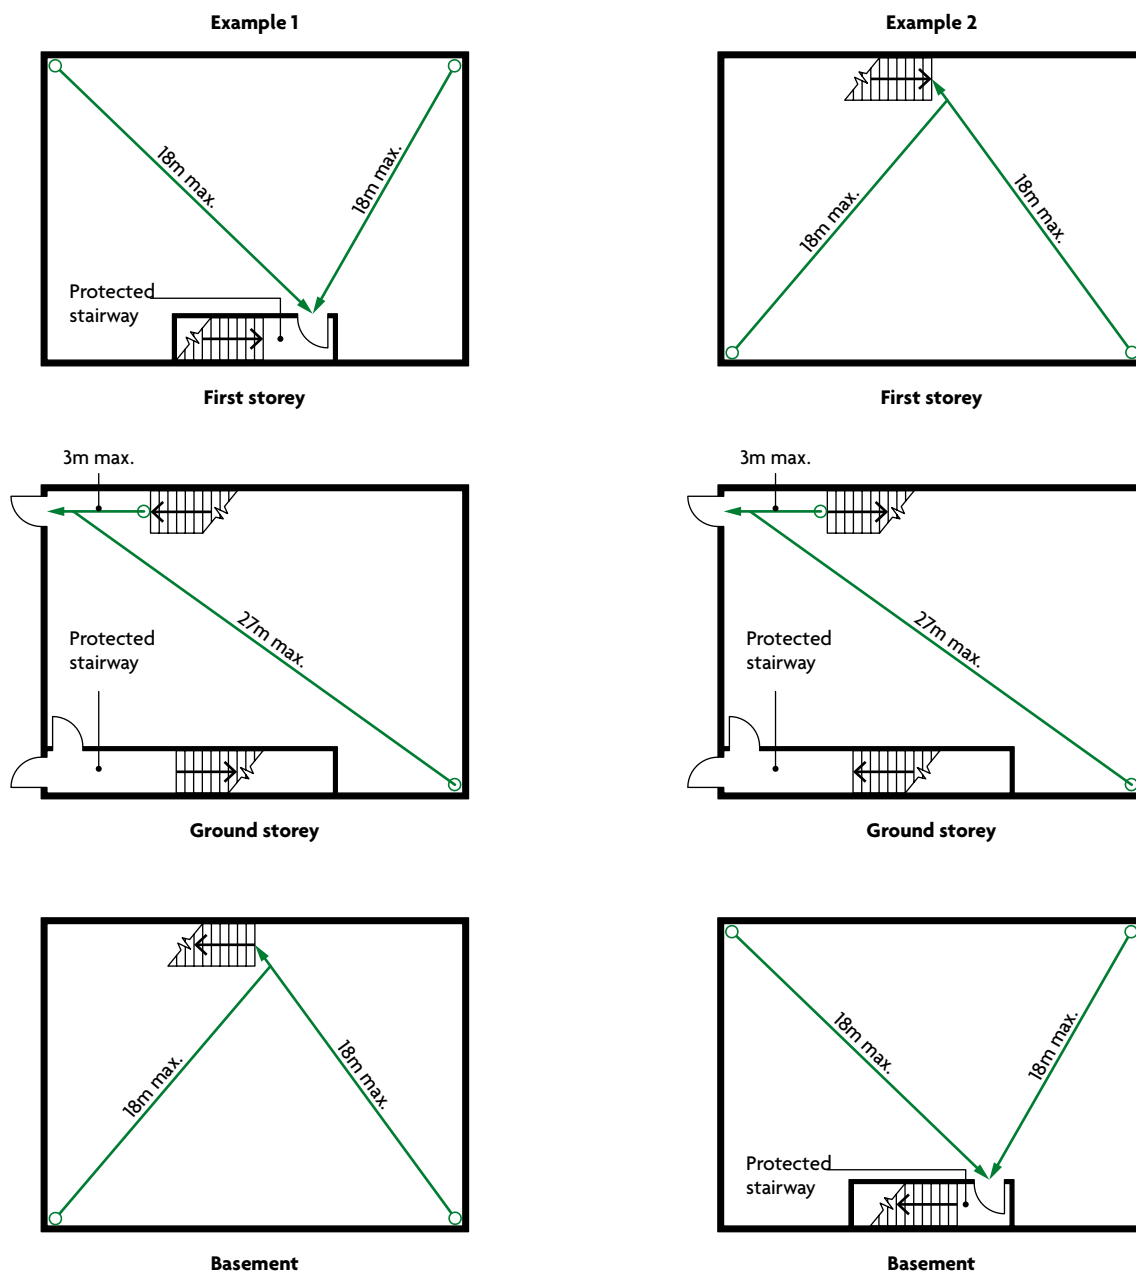 Example 1
18m max.
18m max.
Protected
stairway
First storey
3m max.
27m max.
Protected
stairway
Ground storey
18m max.
18m max.
Basement
Example 2
18m max.
18m max.
First storey
3m max.
27m max.
Protected
stairway
Ground storey
18m max.
18m max.
Protected
stairway
Basement